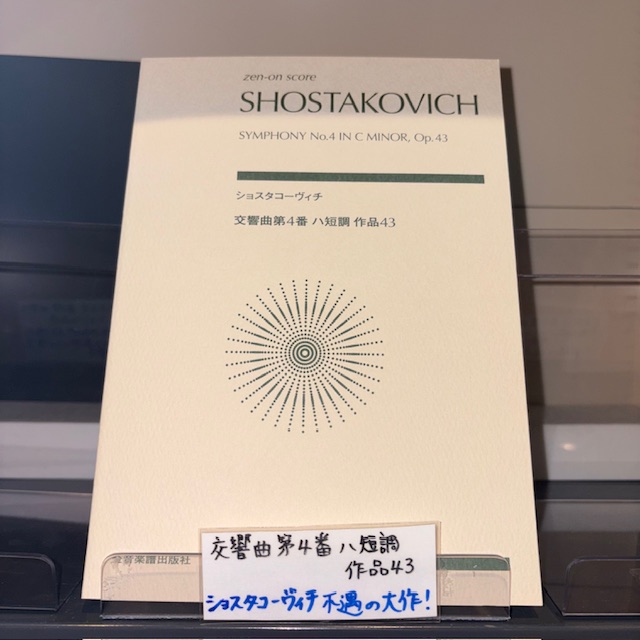 zen-on score
SHOSTAKOVICH
SYMPHONY No.4 IN C MINOR, Op.43
ショスタコーヴィチ
交響曲第4番 ハ短調 作品43
全音楽譜出版社
交響曲第4番 ハ短調
作品43
ショスタコーヴィチ 不遇の大作!